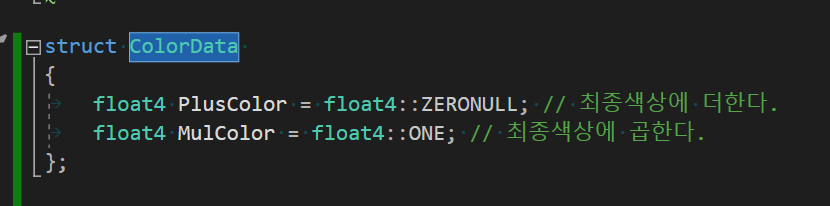 struct ColorData
{
float4 PlusColor = float4::ZERONULL; // 최종색상에 더한다.
float4 MulColor = float4::ONE; // 최종색상에 곱한다.
};